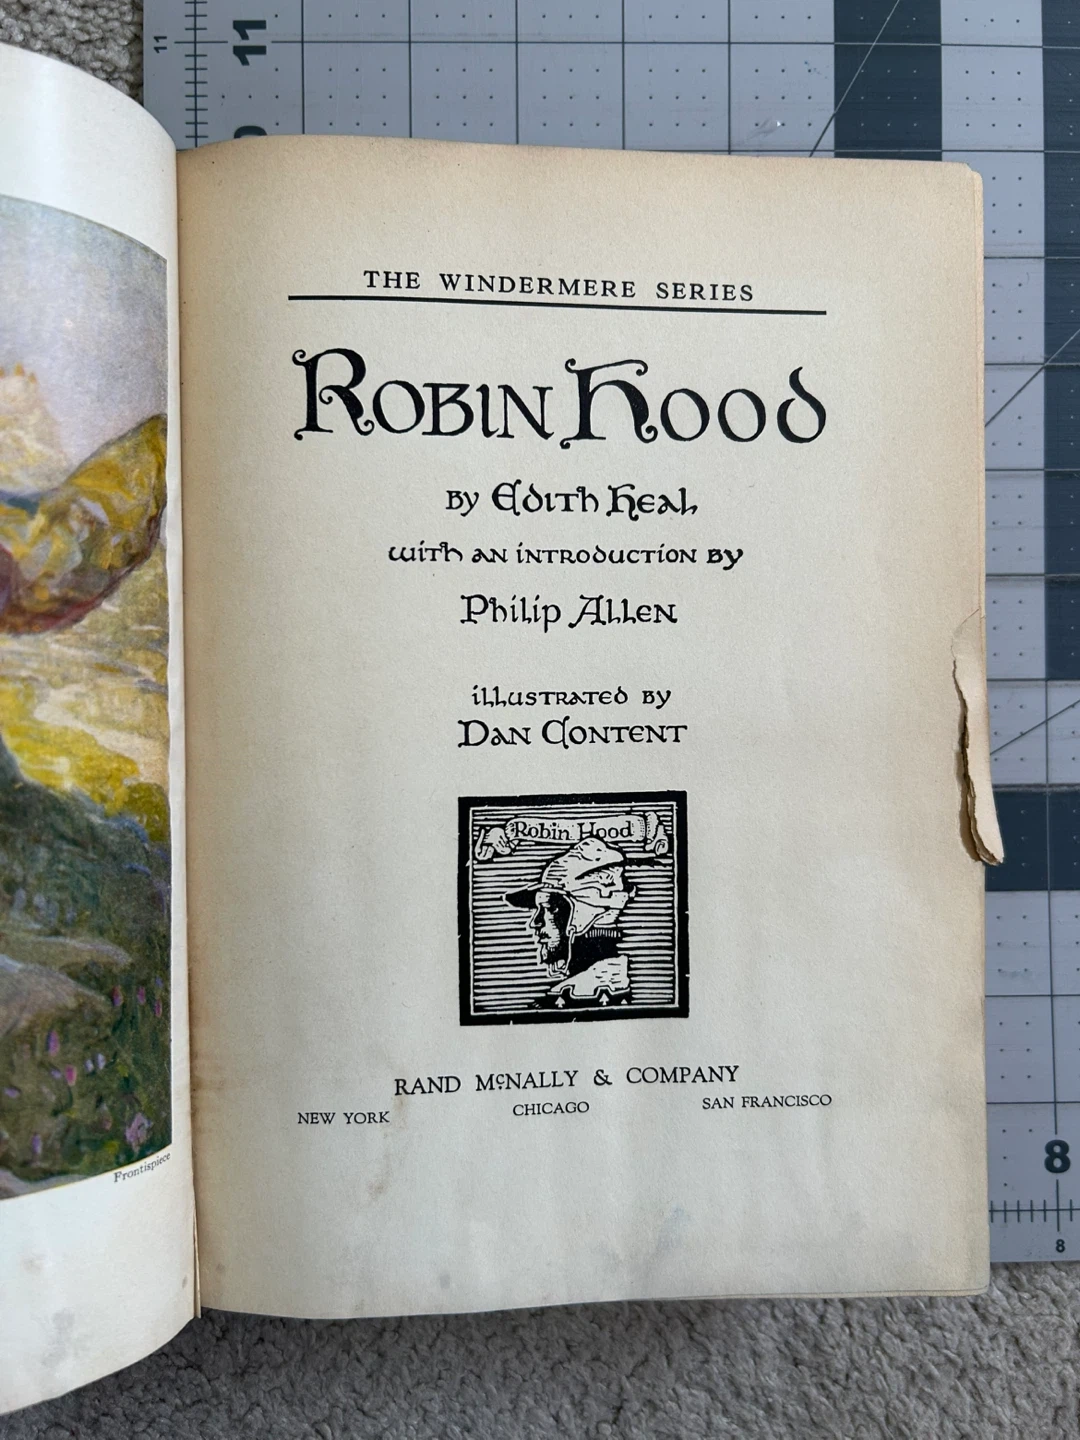 11
11
THE WINDERMERE SERIES
ROBIN HOOD
BY EDITH HEAL
WITH AN INTRODUCTION BY
PHILIP ALLEN
ILLUSTRATED BY
DAN CONTENT
Robin Hood
RAND McNALLY & COMPANY
NEW YORK CHICAGO SAN FRANCISCO
Frontispiece
8
8